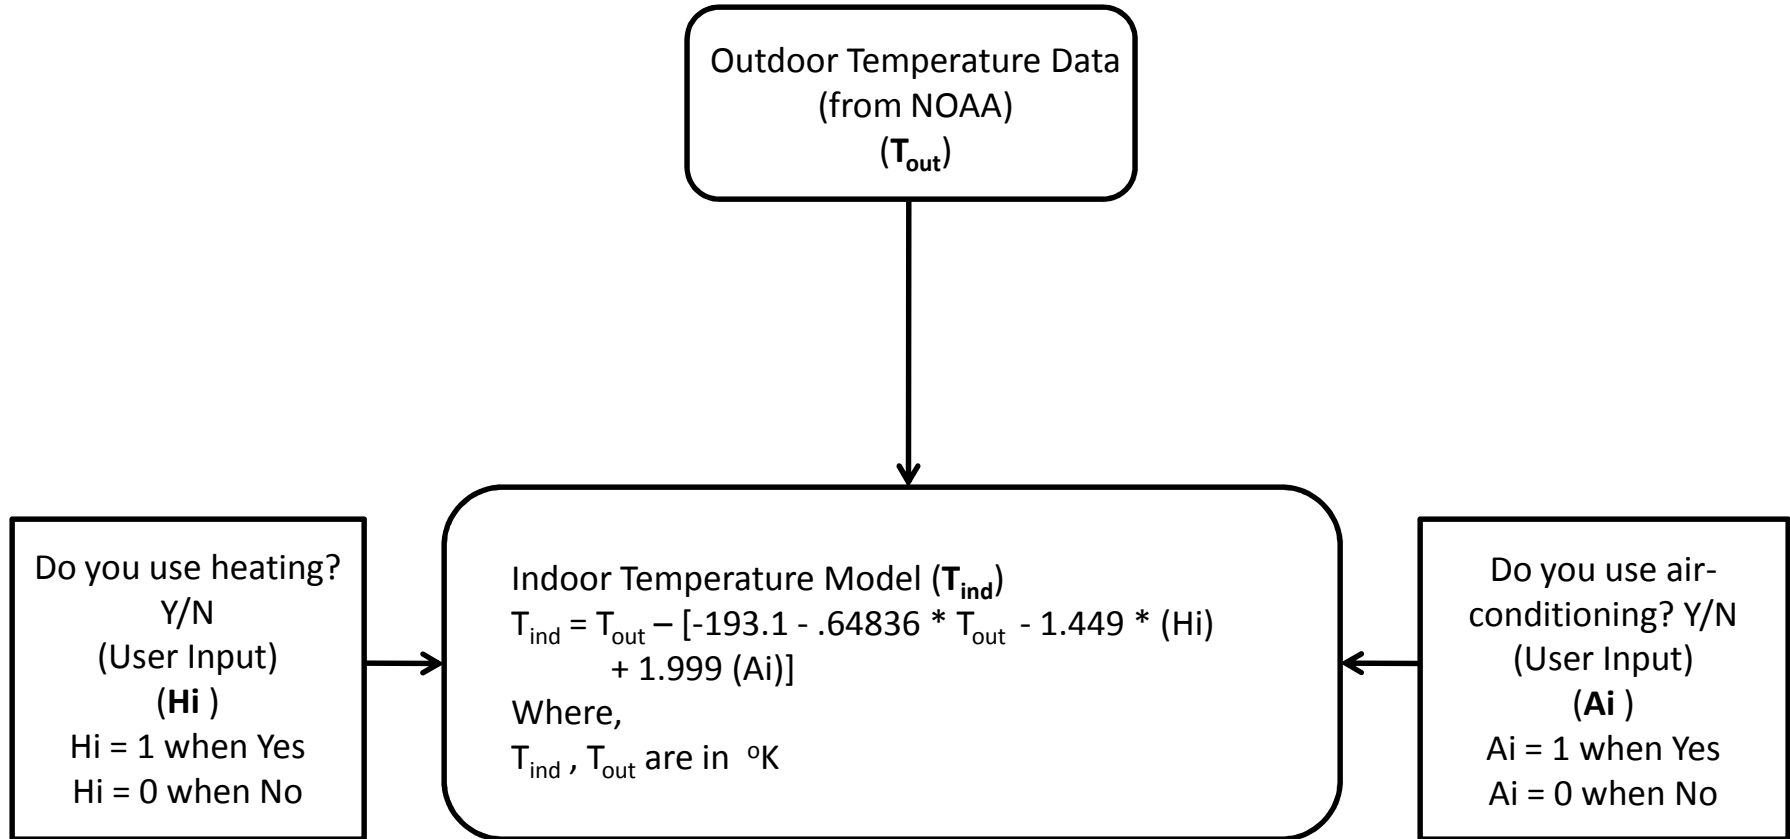 Outdoor Temperature Data
(from NOAA)
(Tout)
Do you use heating?
Y/N
(User Input)
(Hi )
Hi = 1 when Yes
Hi = 0 when No
Indoor Temperature Model (Tind)
Tind = Tout – [-193.1 - .64836 * Tout - 1.449 * (Hi)
+ 1.999 (Ai)]
Where,
Tind , Tout are in °K
Do you use air-
conditioning? Y/N
(User Input)
(Ai )
Ai = 1 when Yes
Ai = 0 when No